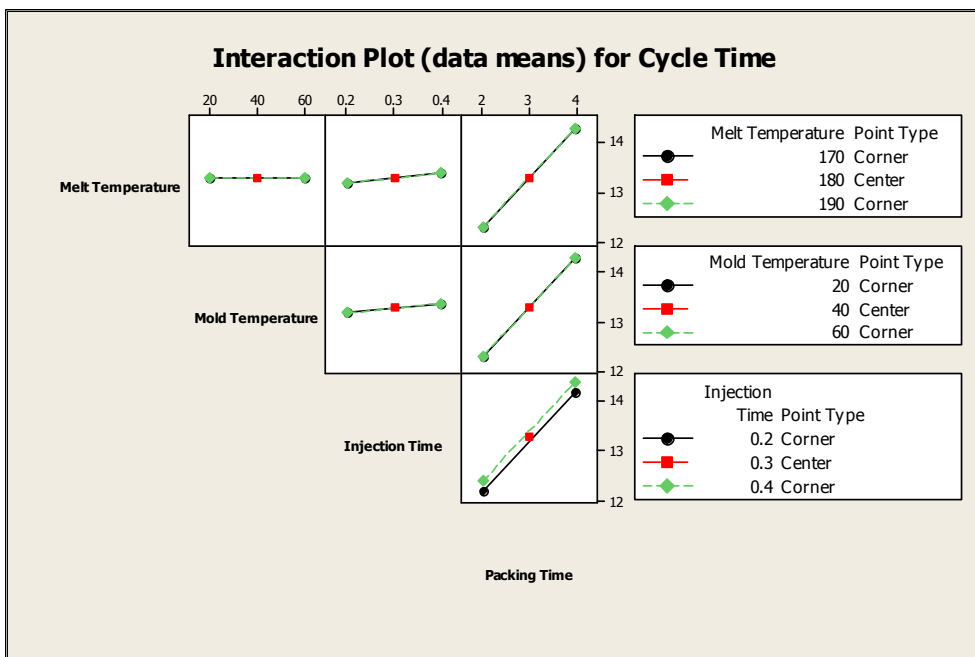 Interaction Plot (data means) for Cycle Time
20 40 60 0.2 0.3 0.4 2 3 4
Melt Temperature
14
13
12
Melt Temperature Point Type
170 Corner
180 Center
190 Corner
Mold Temperature
14
13
12
Mold Temperature Point Type
20 Corner
40 Center
60 Corner
Injection Time
14
13
12
Injection
Time Point Type
0.2 Corner
0.3 Center
0.4 Corner
Packing Time